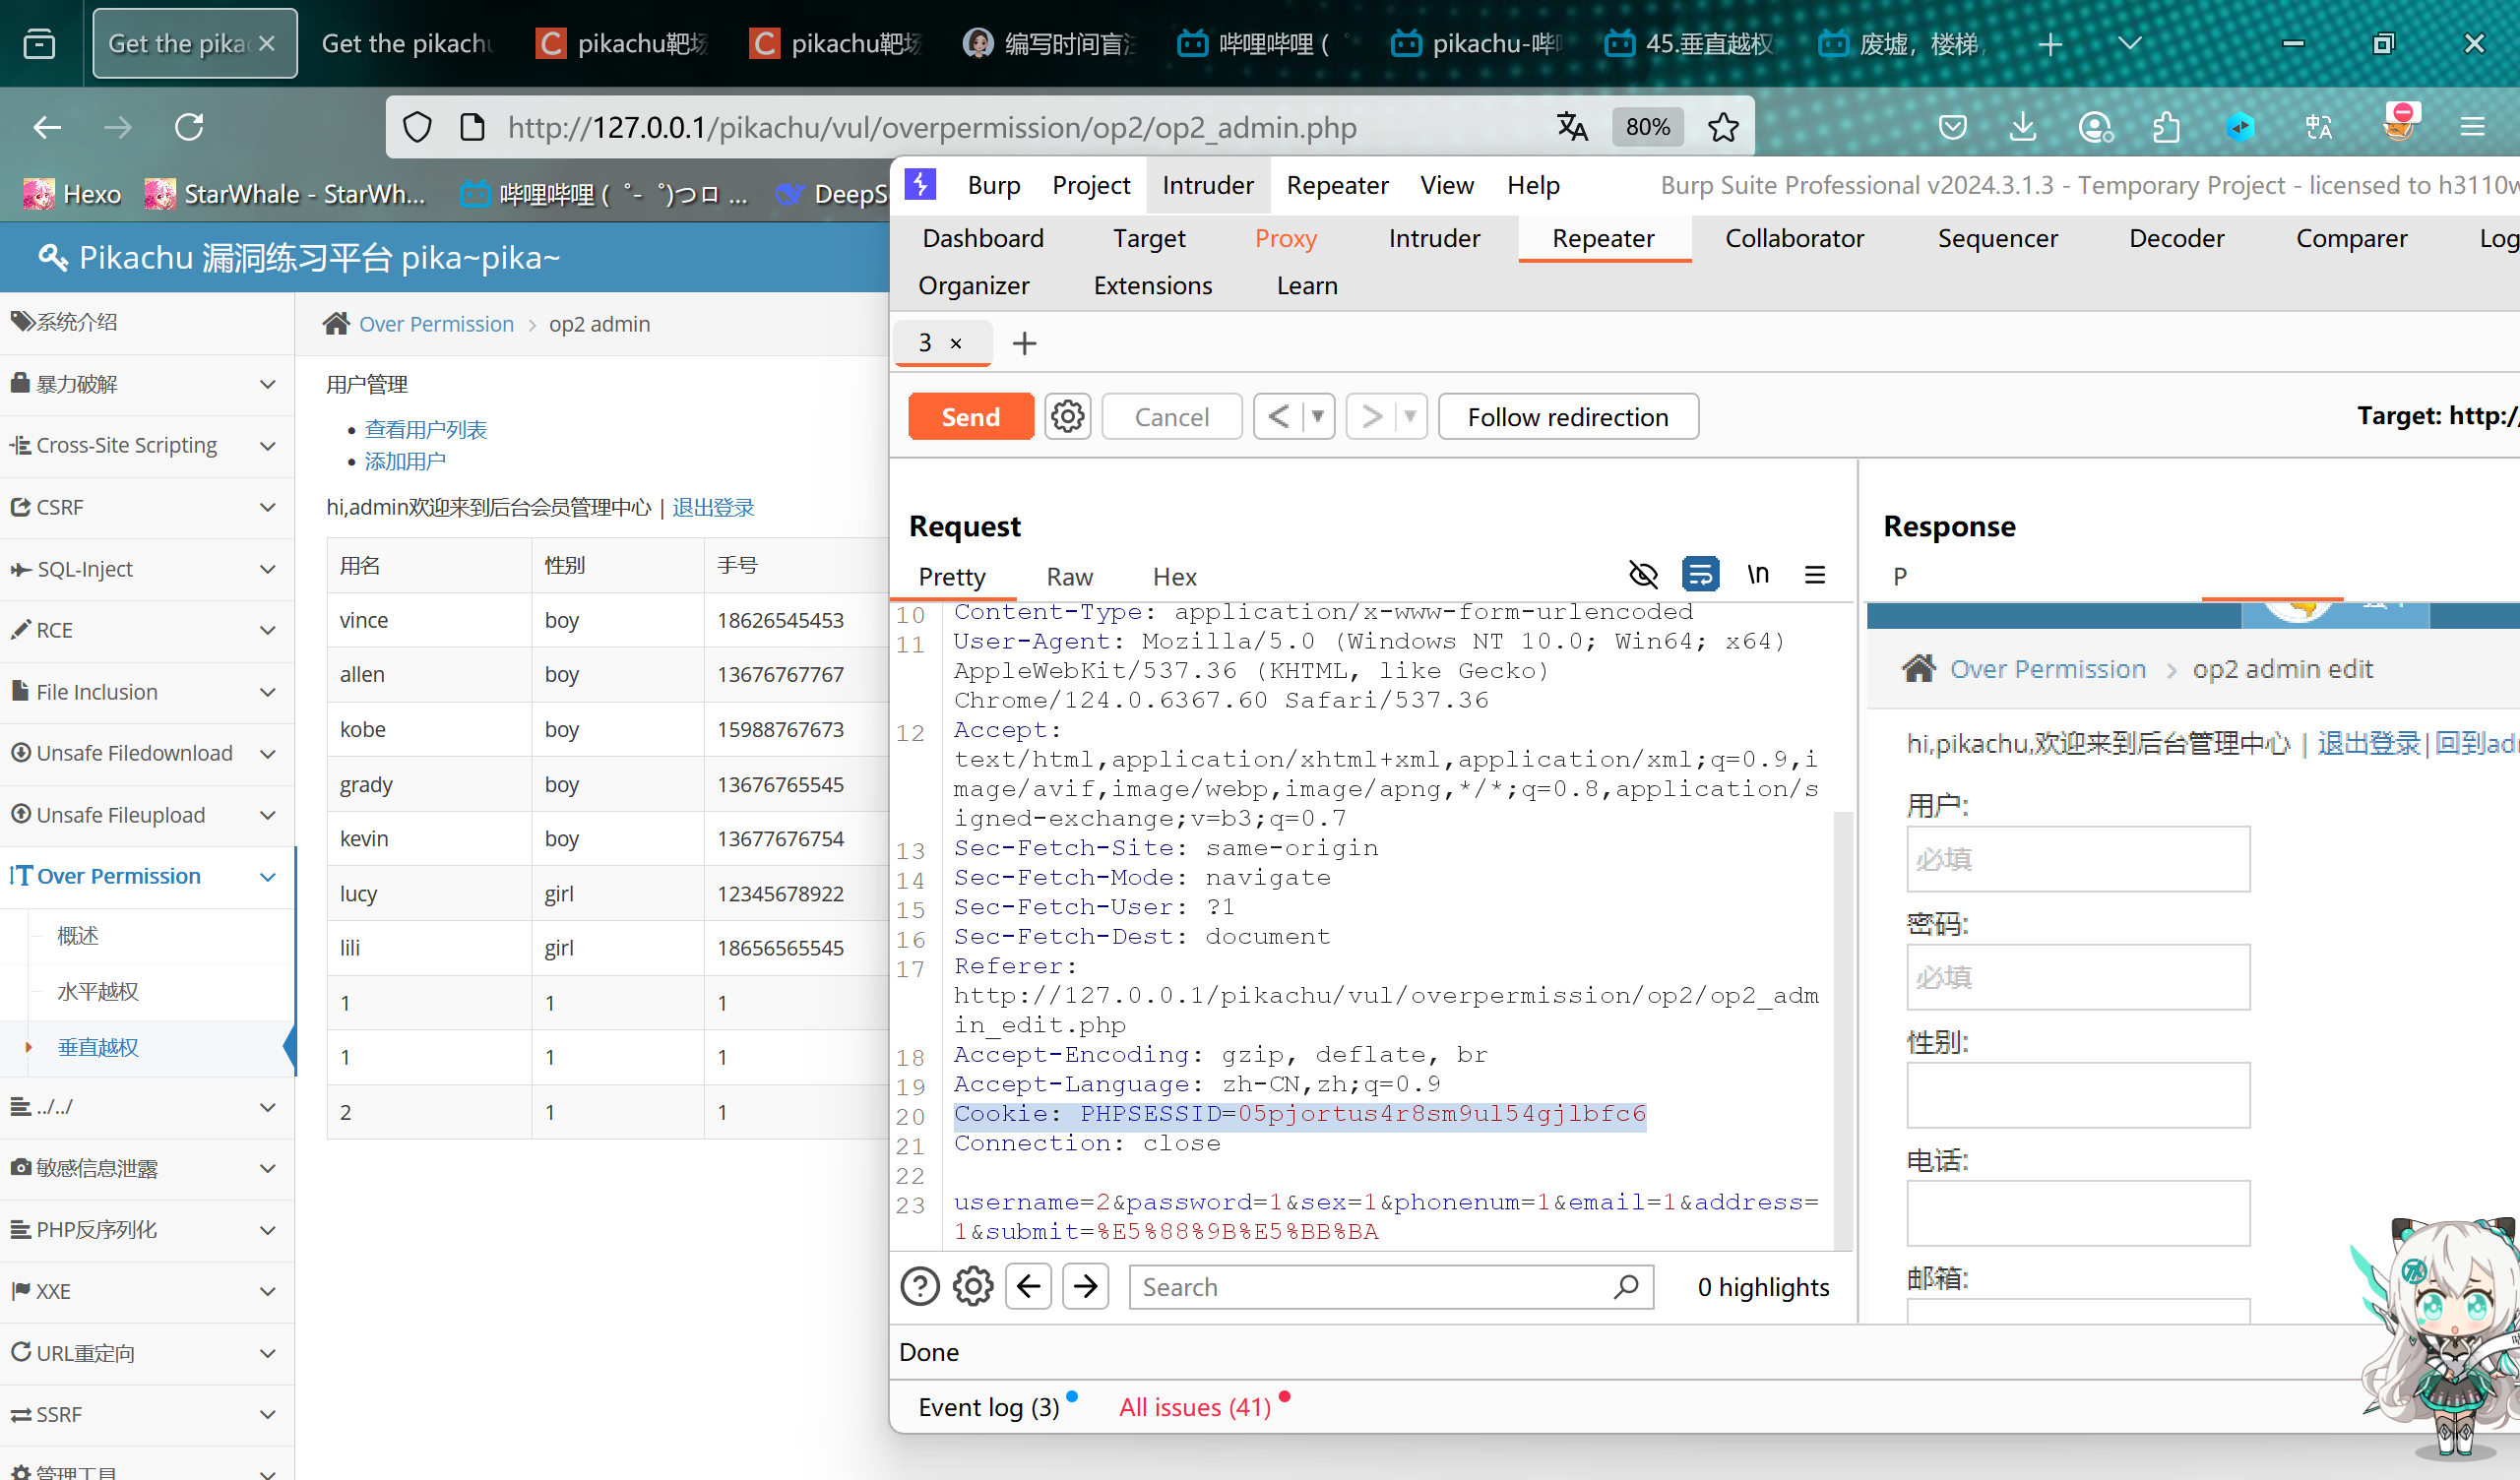 Get the pika
Get the pikachu
pikachu靶场
pikachu靶场
编写时间盲注
哔哩哔哩 (゜
pikachu-哔
45.垂直越权
废墟，楼梯，
http://127.0.0.1/pikachu/vul/overpermission/op2/op2_admin.php
80%
Hexo
StarWhale - StarWh...
哔哩哔哩 (゜-゜)つロ ...
DeepS
Pikachu 漏洞练习平台 pika~pika~
系统介绍
暴力破解
Cross-Site Scripting
CSRF
SQL-Inject
RCE
File Inclusion
Unsafe Filedownload
Unsafe Fileupload
Over Permission
概述
水平越权
垂直越权
../../
敏感信息泄露
PHP反序列化
XXE
URL重定向
SSRF
管理工具
Over Permission > op2 admin
用户管理
查看用户列表
添加用户
hi,admin欢迎来到后台会员管理中心 | 退出登录
用名 性别 手号
vince boy 18626545453
allen boy 13676767767
kobe boy 15988767673
grady boy 13676765545
kevin boy 13677676754
lucy girl 12345678922
lili girl 18656565545
1 1 1
1 1 1
2 1 1
Burp Project Intruder Repeater View Help
Burp Suite Professional v2024.3.1.3 - Temporary Project - licensed to h3110w
Dashboard Target Proxy Intruder Repeater Collaborator Sequencer Decoder Comparer Log
Organizer Extensions Learn
3 × +
Send Cancel < > Follow redirection
Target: http:/
Request
Pretty Raw Hex
\n
10 Content-Type: application/x-www-form-urlencoded
11 User-Agent: Mozilla/5.0 (Windows NT 10.0; Win64; x64)
AppleWebKit/537.36 (KHTML, like Gecko)
Chrome/124.0.6367.60 Safari/537.36
12 Accept:
text/html,application/xhtml+xml,application/xml;q=0.9,i
mage/avif,image/webp,image/apng,*/*;q=0.8,application/s
igned-exchange;v=b3;q=0.7
13 Sec-Fetch-Site: same-origin
14 Sec-Fetch-Mode: navigate
15 Sec-Fetch-User: ?1
16 Sec-Fetch-Dest: document
17 Referer:
http://127.0.0.1/pikachu/vul/overpermission/op2/op2_adm
in_edit.php
18 Accept-Encoding: gzip, deflate, br
19 Accept-Language: zh-CN,zh;q=0.9
20 Cookie: PHPSESSID=05pjortus4r8sm9ul54gjlbfc6
21 Connection: close
22
23 username=2&password=1&sex=1&phonenum=1&email=1&address=
1&submit=%E5%88%9B%E5%BB%BA
Search
0 highlights
Done
Event log (3)
All issues (41)
Response
P
Over Permission > op2 admin edit
hi,pikachu,欢迎来到后台管理中心 | 退出登录|回到ad
用户:
必填
密码:
必填
性别:
电话:
邮箱: